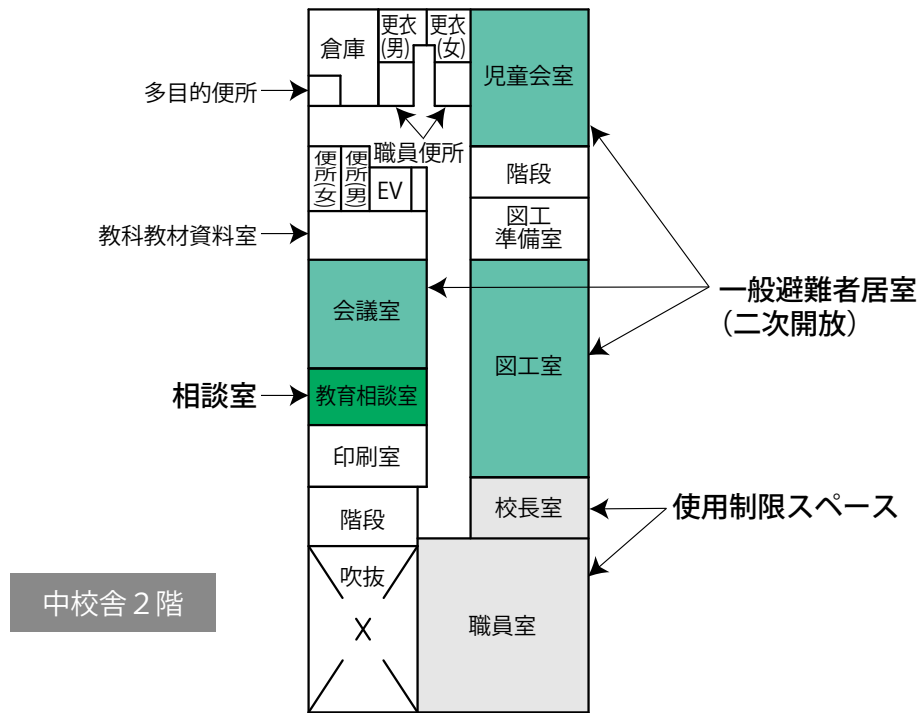 倉庫
更衣
(男)
更衣
(女)
児童会室
多目的便所
職員便所
便所(女)
便所(男)
EV
階段
図工
準備室
教科教材資料室
会議室
一般避難者居室
(二次開放)
図工室
相談室
教育相談室
印刷室
校長室
使用制限スペース
階段
吹抜
職員室
中校舎2階